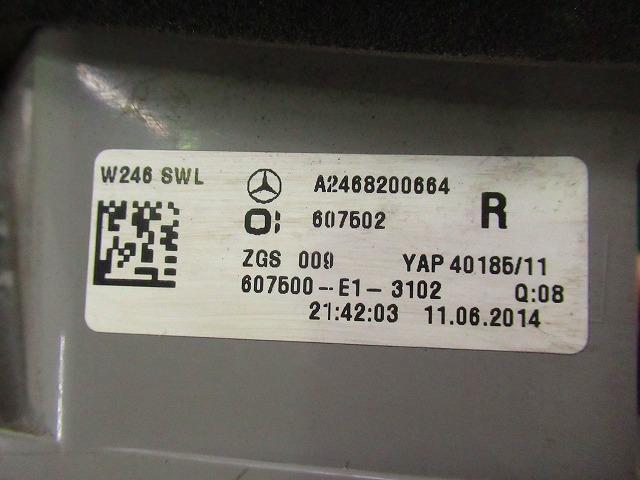 W246 SWL A2468200664 R
607502
ZGS 009 YAP 40185/11
607500-E1-3102 Q:08
21:42:03 11.06.2014